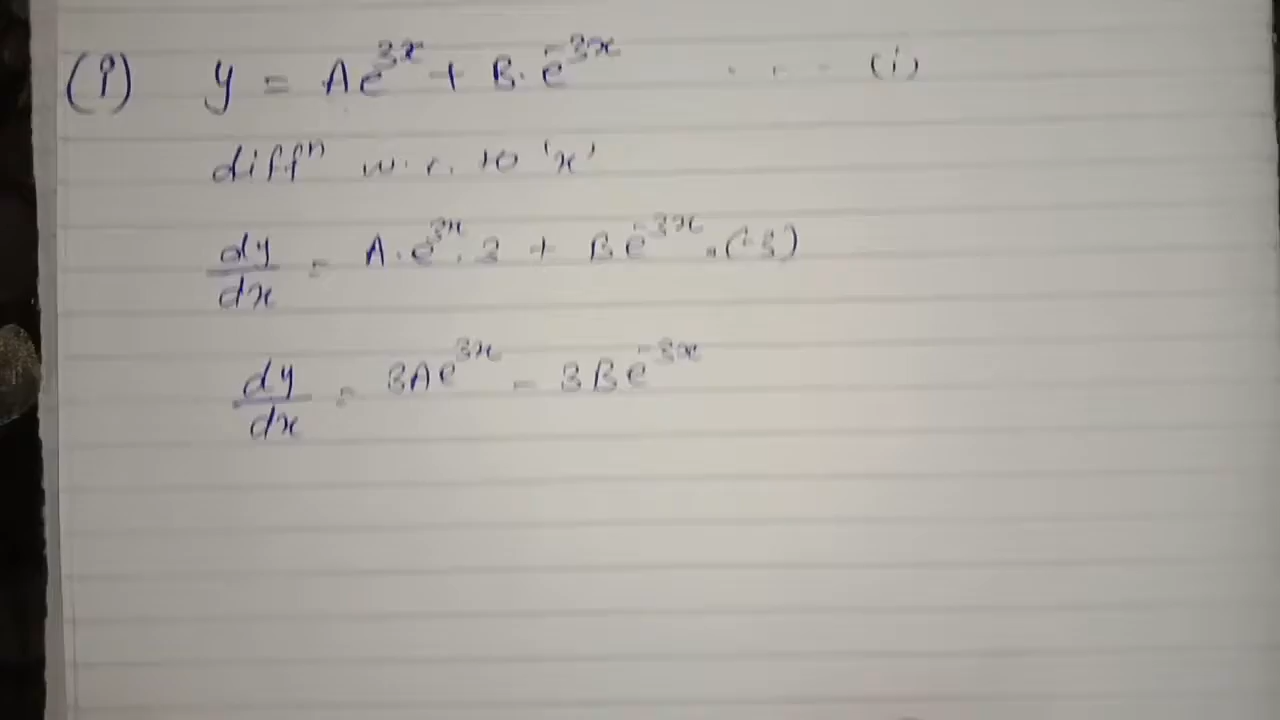 (i) y = Ae^{3x} + B.e^{-3x} ... (i)
diff^n w.r. to 'x'
dy/dx = A.e^{3x}.3 + Be^{-3x}.(-3)
dy/dx = 3Ae^{3x} - 3Be^{-3x}